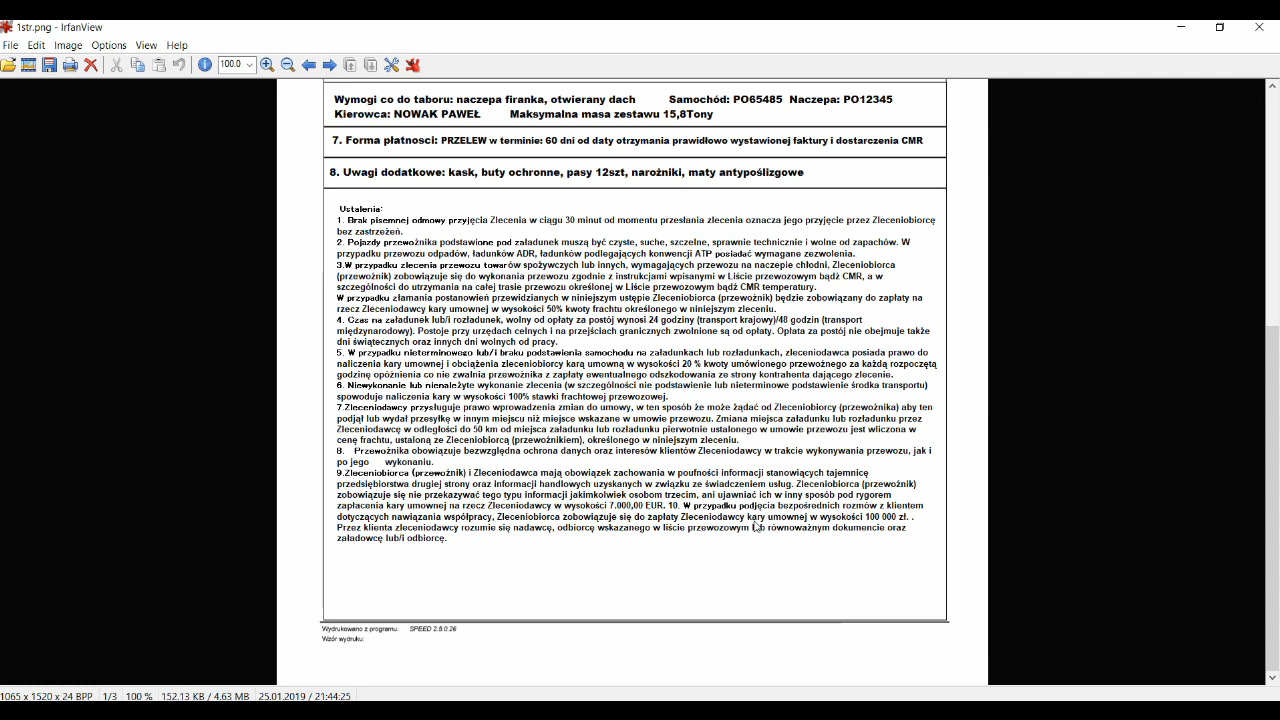 1str.png - IrfanView
File Edit Image Options View Help
100.0
Wymogi co do taboru: naczepa firanka, otwierany dach Samochód: PO65485 Naczepa: PO12345
Kierowca: NOWAK PAWEŁ Maksymalna masa zestawu 15,8Tony
7. Forma płatnosci: PRZELEW w terminie: 60 dni od daty otrzymania prawidłowo wystawionej faktury i dostarczenia CMR
8. Uwagi dodatkowe: kask, buty ochronne, pasy 12szt, narożniki, maty antypoślizgowe
Ustalenia:
1. Brak pisemnej odmowy przyjęcia Zlecenia w ciągu 30 minut od momentu przesłania zlecenia oznacza jego przyjęcie przez Zleceniobiorcę
bez zastrzeżeń.
2. Pojazdy przewoźnika podstawione pod załadunek muszą być czyste, suche, szczelne, sprawnie technicznie i wolne od zapachów. W
przypadku przewozu odpadów, ładunków ADR, ładunków podlegających konwencji ATP posiadać wymagane zezwolenia.
3.W przypadku zlecenia przewozu towarów spożywczych lub innych, wymagających przewozu na naczepie chłodni, Zleceniobiorca
(przewoźnik) zobowiązuje się do wykonania przewozu zgodnie z instrukcjami wpisanymi w Liście przewozowym bądź CMR, a w
szczególności do utrzymania na całej trasie przewozu określonej w Liście przewozowym bądź CMR temperatury.
W przypadku złamania postanowień przewidzianych w niniejszym ustępie Zleceniobiorca (przewoźnik) będzie zobowiązany do zapłaty na
rzecz Zleceniodawcy kary umownej w wysokości 50% kwoty frachtu określonego w niniejszym zleceniu.
4. Czas na załadunek lub/i rozładunek, wolny od opłaty za postój wynosi 24 godziny (transport krajowy)/48 godzin (transport
międzynarodowy). Postoje przy urzędach celnych i na przejściach granicznych zwolnione są od opłaty. Opłata za postój nie obejmuje także
dni świątecznych oraz innych dni wolnych od pracy.
5. W przypadku nieterminowego lub/i braku podstawienia samochodu na załadunkach lub rozładunkach, zleceniodawca posiada prawo do
naliczenia kary umownej i obciążenia zleceniobiorcy karą umowną w wysokości 20 % kwoty umówionego przewoźnego za każdą rozpoczętą
godzinę opóźnienia co nie zwalnia przewoźnika z zapłaty ewentualnego odszkodowania ze strony kontrahenta dającego zlecenie.
6. Niewykonanie lub nienależyte wykonanie zlecenia (w szczególności nie podstawienie lub nieterminowe podstawienie środka transportu)
spowoduje naliczenia kary w wysokości 100% stawki frachtowej przewozowej.
7.Zleceniodawcy przysługuje prawo wprowadzenia zmian do umowy, w ten sposób że może żądać od Zleceniobiorcy (przewoźnika) aby ten
podjął lub wydał przesyłkę w innym miejscu niż miejsce wskazane w umowie przewozu. Zmiana miejsca załadunku lub rozładunku przez
Zleceniodawcę w odległości do 50 km od miejsca załadunku lub rozładunku pierwotnie ustalonego w umowie przewozu jest wliczona w
cenę frachtu, ustaloną ze Zleceniobiorcą (przewoźnikiem), określonego w niniejszym zleceniu.
8. Przewoźnika obowiązuje bezwzględna ochrona danych oraz interesów klientów Zleceniodawcy w trakcie wykonywania przewozu, jak i
po jego wykonaniu.
9.Zleceniobiorca (przewoźnik) i Zleceniodawca mają obowiązek zachowania w poufności informacji stanowiących tajemnicę
przedsiębiorstwa drugiej strony oraz informacji handlowych uzyskanych w związku ze świadczeniem usług. Zleceniobiorca (przewoźnik)
zobowiązuje się nie przekazywać tego typu informacji jakimkolwiek osobom trzecim, ani ujawniać ich w inny sposób pod rygorem
zapłacenia kary umownej na rzecz Zleceniodawcy w wysokości 7.000,00 EUR. 10. W przypadku podjęcia bezpośrednich rozmów z klientem
dotyczących nawiązania współpracy, Zleceniobiorca zobowiązuje się do zapłaty Zleceniodawcy kary umownej w wysokości 100 000 zł. .
Przez klienta zleceniodawcy rozumie się nadawcę, odbiorcę wskazanego w liście przewozowym lub równoważnym dokumencie oraz
załadowcę lub/i odbiorcę.
Wydrukowano z programu: SPEED 2.5.0.26
Wzór wydruku:
1065 x 1520 x 24 BPP 1/3 100 % 152.13 KB / 4.63 MB 25.01.2019 / 21:44:25